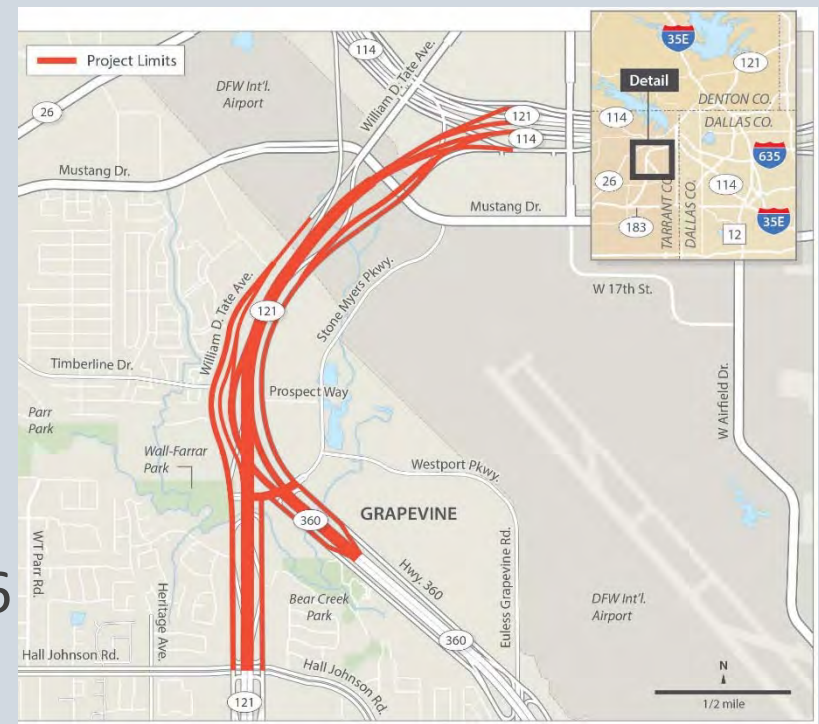 Project Limits
114
William D. Tate Ave.
DFW Int'l.
Airport
26
121
114
Mustang Dr.
Mustang Dr.
35E
121
Detail
DENTON CO.
DALLAS CO.
114
635
26
114
TARRANT CO.
DALLAS CO.
183
12
35E
W 17th St.
Stone Myers Pkwy.
William D. Tate Ave.
121
Timberline Dr.
Prospect Way
W Airfield Dr.
Parr
Park
Wall-Farrar
Park
Westport Pkwy.
GRAPEVINE
360
Hwy. 360
Euless Grapevine Rd.
DFW Int'l.
Airport
6
WT Parr Rd.
Heritage Ave.
Bear Creek
Park
360
Hall Johnson Rd.
Hall Johnson Rd.
121
N
1/2 mile